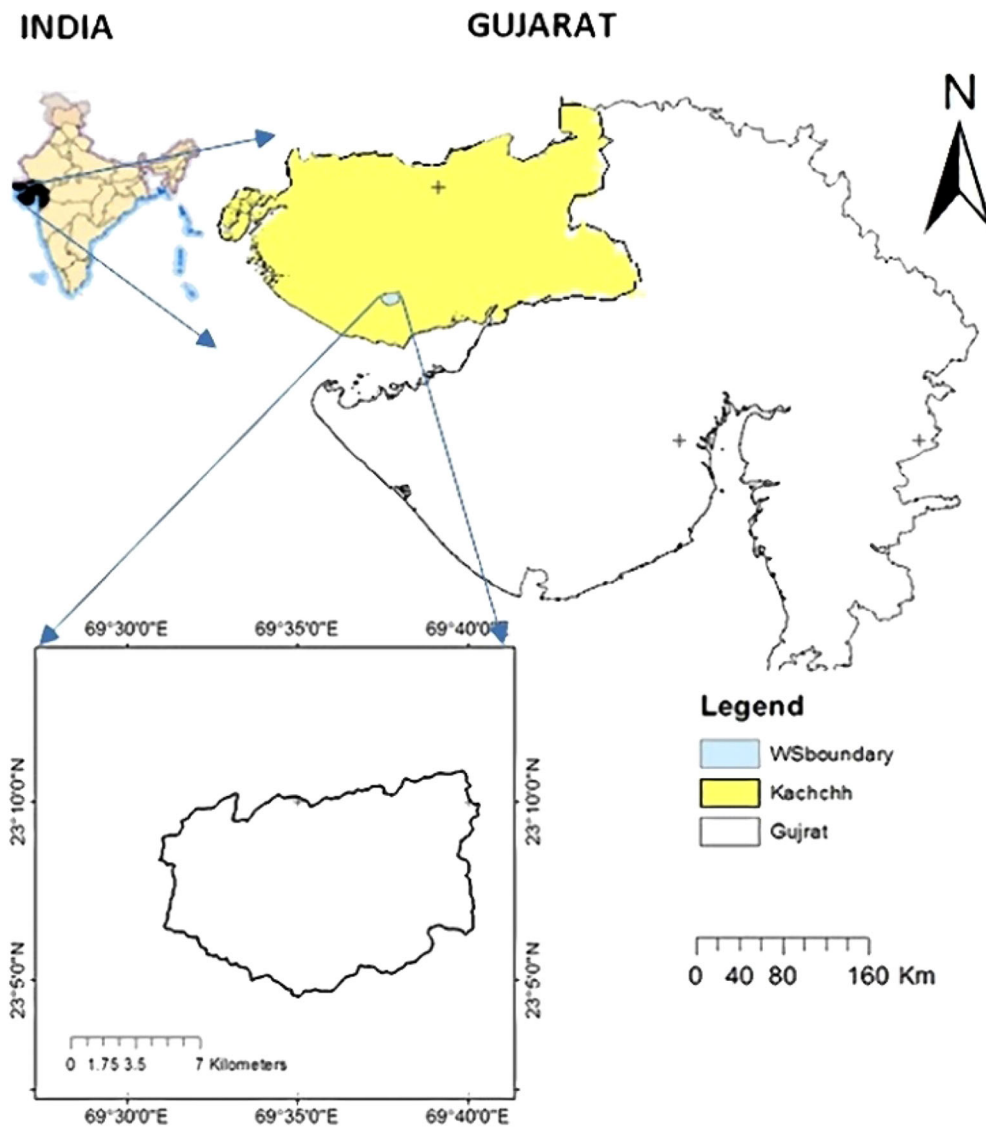 INDIA
GUJARAT
N
69°30'0"E 69°35'0"E 69°40'0"E
23°10'0"N
23°5'0"N
23°10'0"N
23°5'0"N
0 1.75 3.5 7 Kilometers
69°30'0"E 69°35'0"E 69°40'0"E
Legend
WSboundary
Kachchh
Gujrat
0 40 80 160 Km